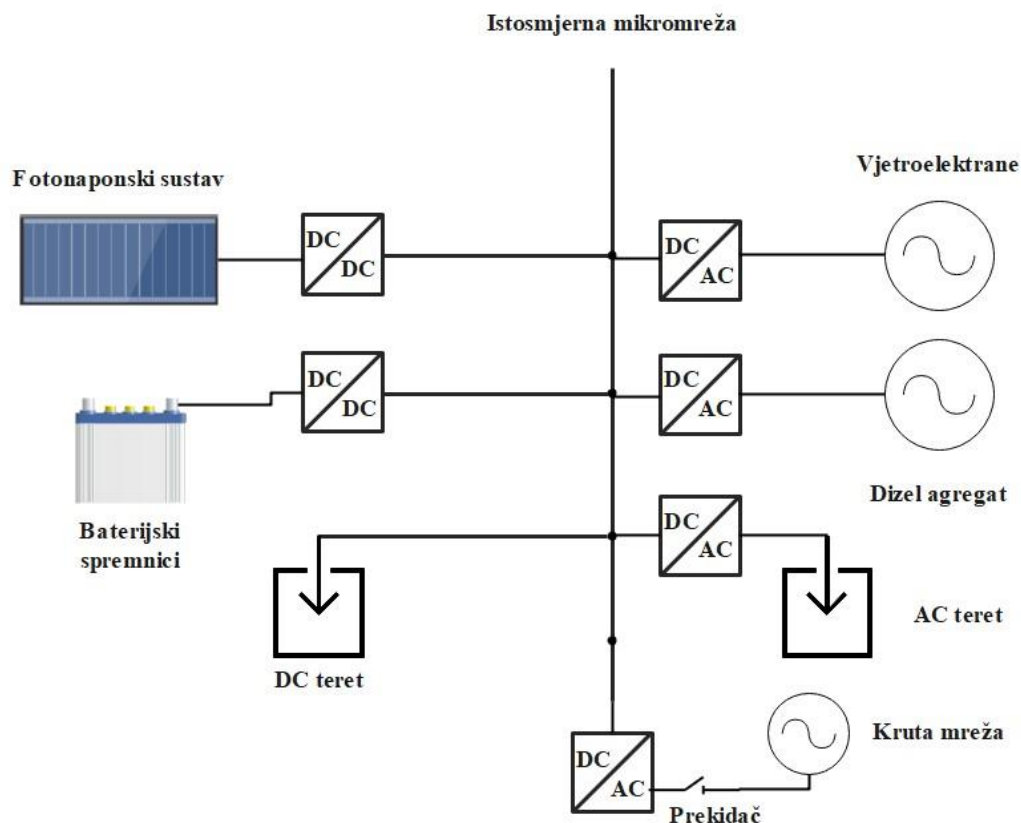 Istosmjerna mikromreža
Fotonaponski sustav
Vjetroelektrane
DC
DC
DC
AC
DC
DC
DC
AC
Baterijski
spremnici
Dizel agregat
DC
AC
DC teret
AC teret
Kruta mreža
DC
AC
Prekidač